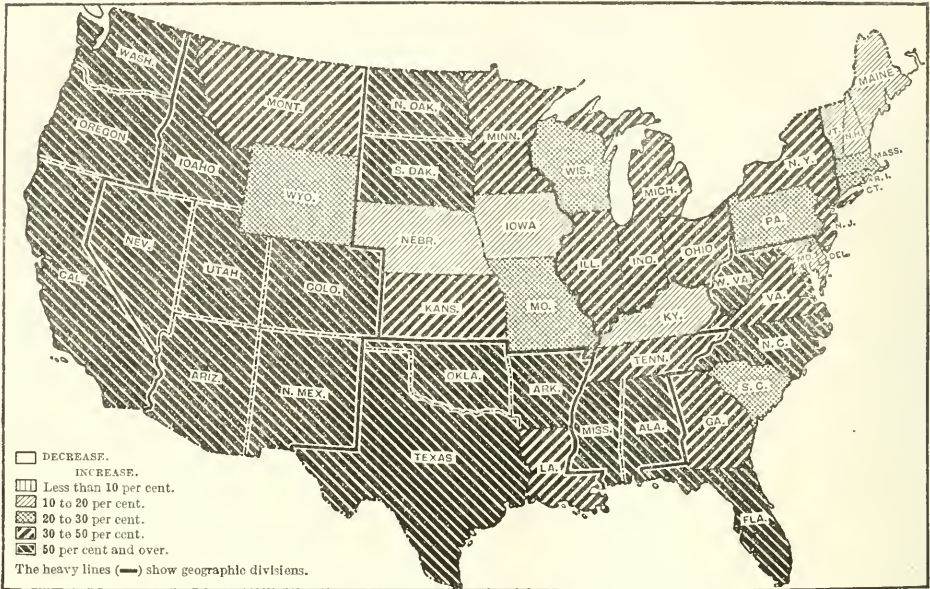 WASH.
OREGON
CAL.
NEV.
IDAHO
MONT.
WYO.
UTAH
COLO.
ARIZ.
N. MEX.
N. DAK.
S. DAK.
NEBR.
KANS.
OKLA.
TEXAS
MINN.
IOWA
MO.
ARK.
LA.
WIS.
ILL.
MICH.
IND.
OHIO
KY.
TENN.
MISS.
ALA.
GA.
FLA.
S. C.
N. C.
VA.
W. VA.
MD.
DEL.
PA.
N. J.
N. Y.
CT.
R. I.
MASS.
VT.
N.H.
MAINE
DECREASE.
INCREASE.
Less than 10 per cent.
10 to 20 per cent.
20 to 30 per cent.
30 to 50 per cent.
50 per cent and over.
The heavy lines (━) show geographic divisions.